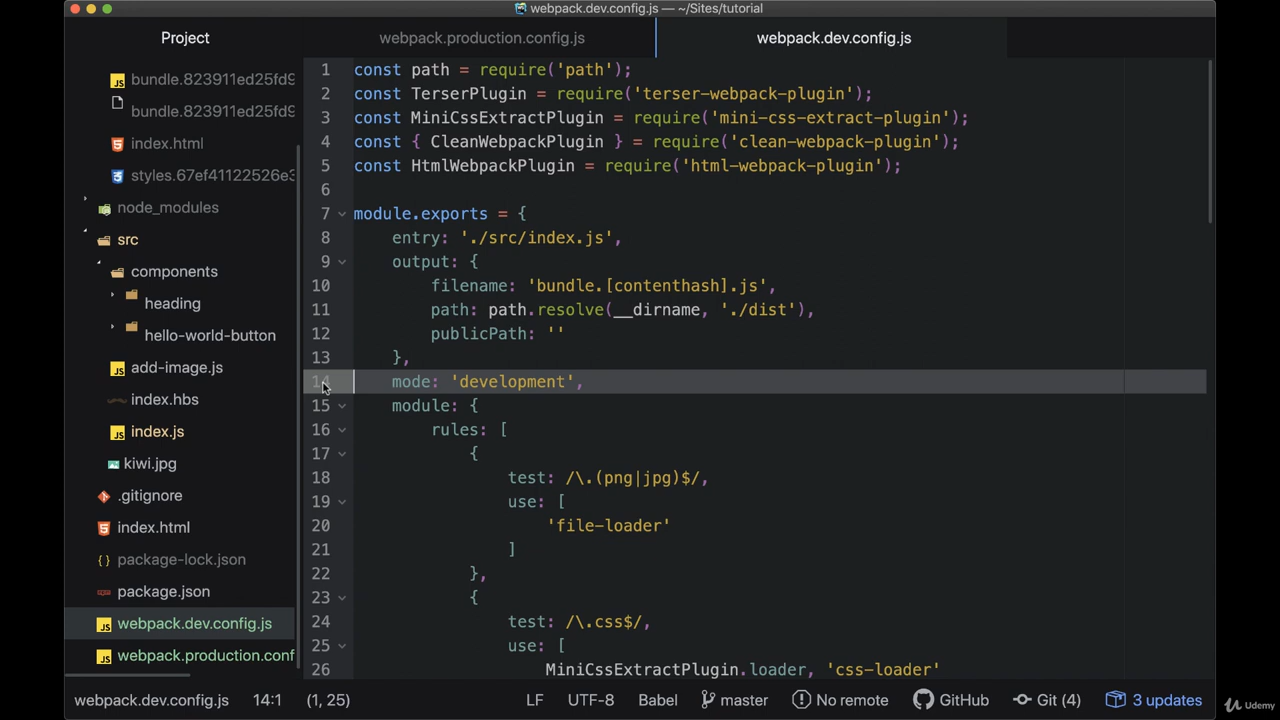 webpack.dev.config.js — ~/Sites/tutorial
Project
webpack.production.config.js
webpack.dev.config.js
bundle.823911ed25fd9
bundle.823911ed25fd9
index.html
styles.67ef41122526e3
node_modules
src
components
heading
hello-world-button
add-image.js
index.hbs
index.js
kiwi.jpg
.gitignore
index.html
package-lock.json
package.json
webpack.dev.config.js
webpack.production.conf
1 const path = require('path');
2 const TerserPlugin = require('terser-webpack-plugin');
3 const MiniCssExtractPlugin = require('mini-css-extract-plugin');
4 const { CleanWebpackPlugin } = require('clean-webpack-plugin');
5 const HtmlWebpackPlugin = require('html-webpack-plugin');
6
7 module.exports = {
8 entry: './src/index.js',
9 output: {
10 filename: 'bundle.[contenthash].js',
11 path: path.resolve(__dirname, './dist'),
12 publicPath: ''
13 },
14 mode: 'development',
15 module: {
16 rules: [
17 {
18 test: /\.(png|jpg)$/,
19 use: [
20 'file-loader'
21 ]
22 },
23 {
24 test: /\.css$/,
25 use: [
26 MiniCssExtractPlugin.loader, 'css-loader'
webpack.dev.config.js 14:1 (1, 25) LF UTF-8 Babel master No remote GitHub Git (4) 3 updates
Udemy